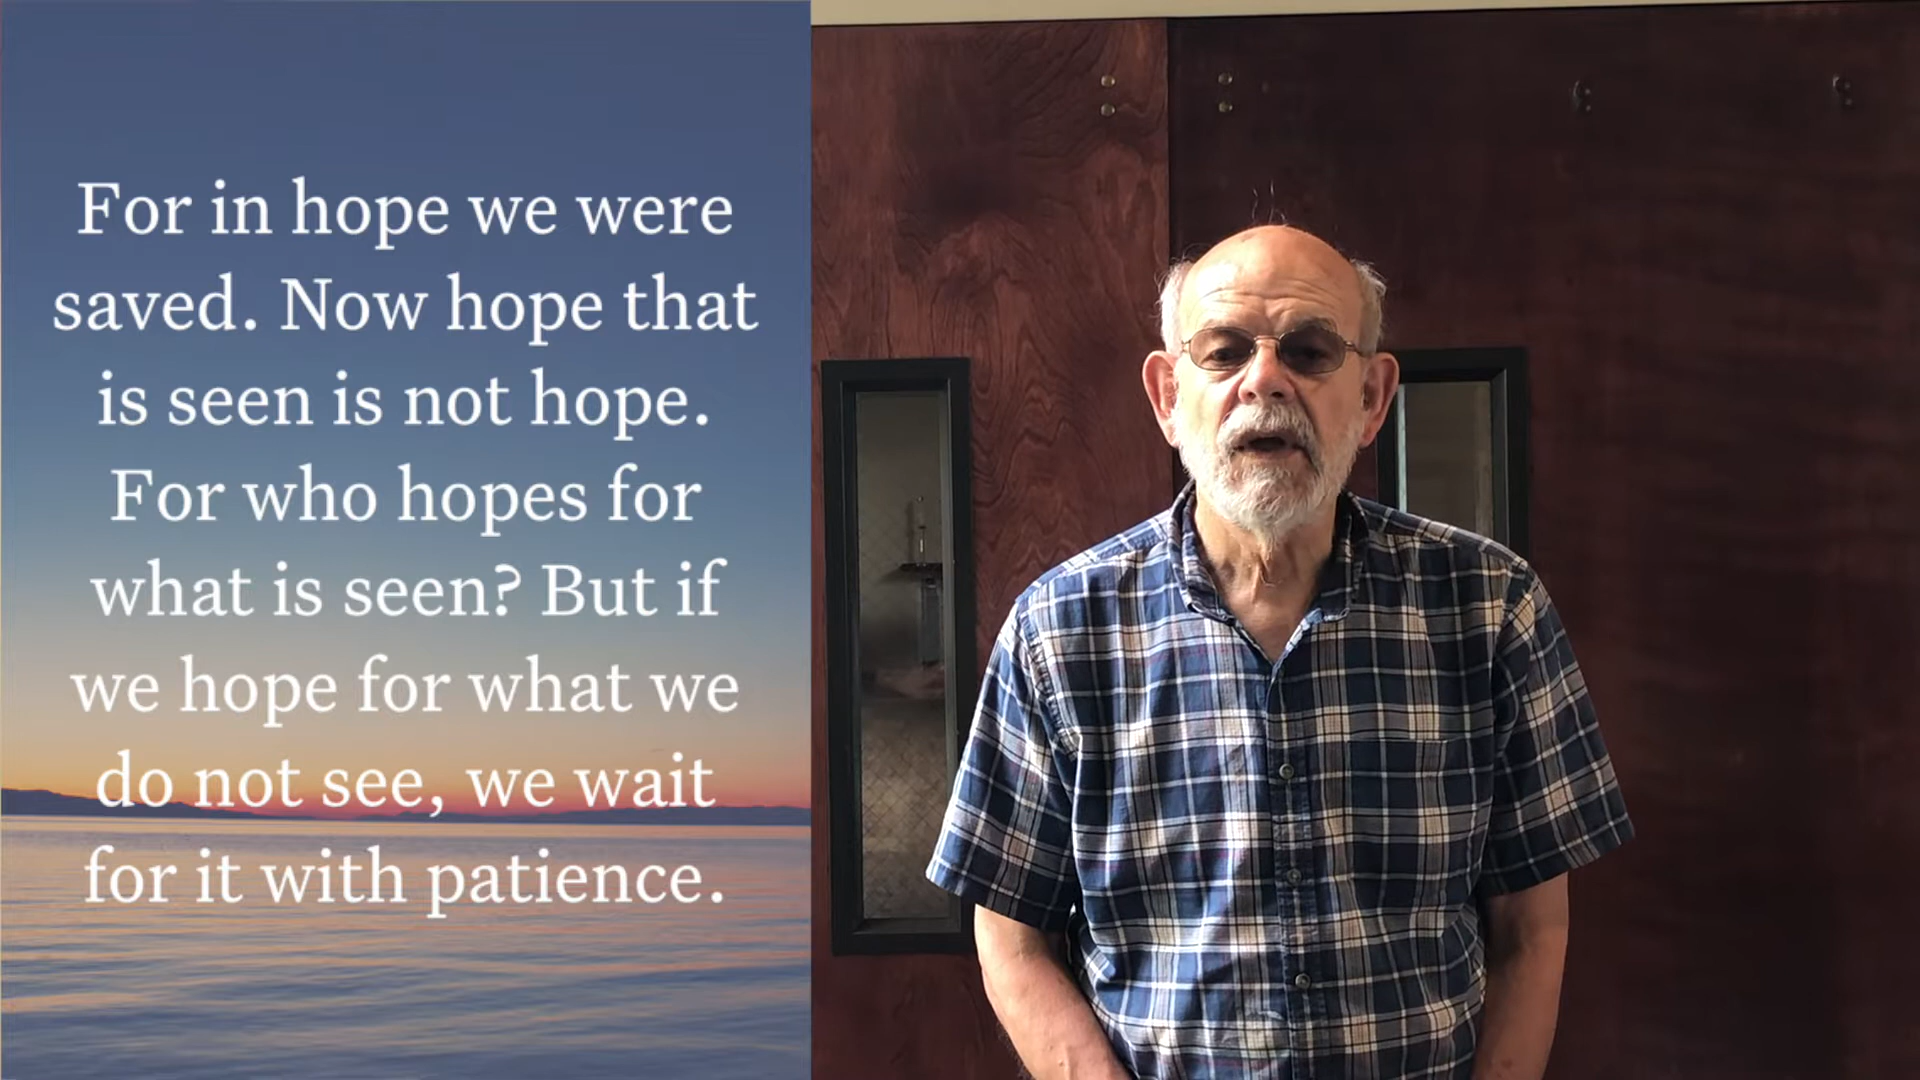 For in hope we were
saved. Now hope that
is seen is not hope.
For who hopes for
what is seen? But if
we hope for what we
do not see, we wait
for it with patience.